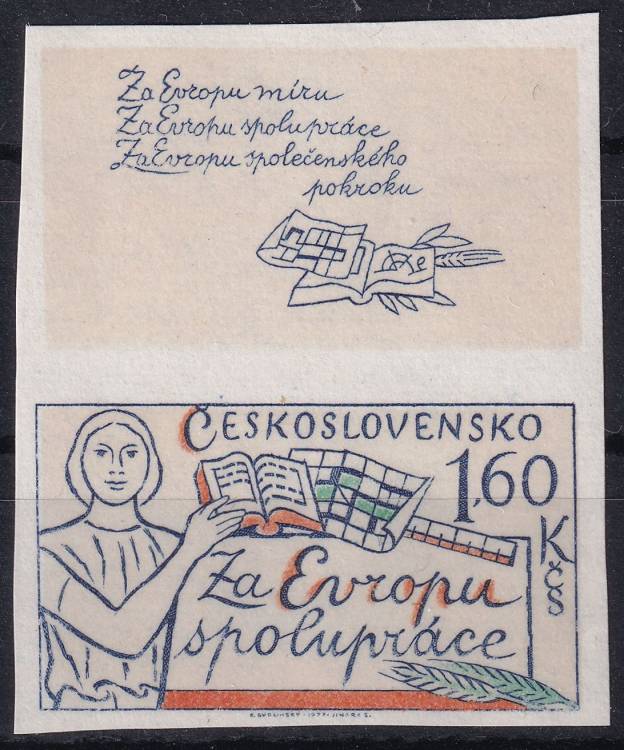 Za Evropu míru
Za Evropu spolupráce
Za Evropu společenského
pokroku
ČESKOSLOVENSKO
1,60
Kčs
Za Evropu
spolupráce